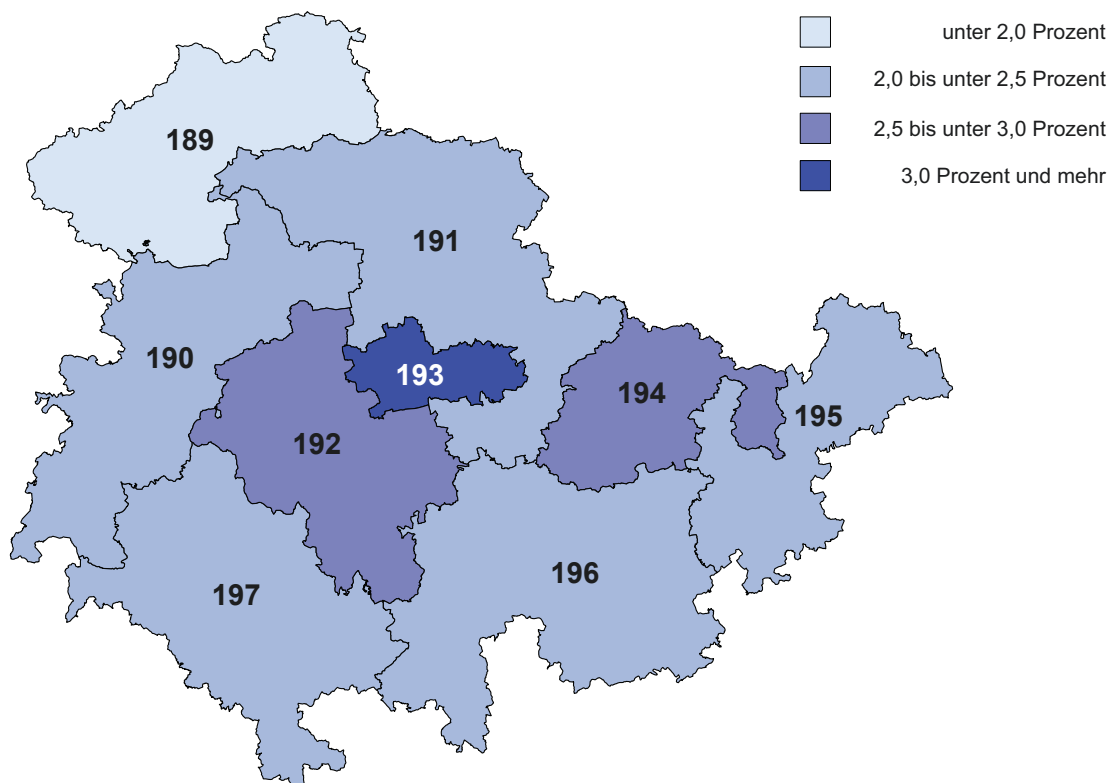 unter 2,0 Prozent
2,0 bis unter 2,5 Prozent
2,5 bis unter 3,0 Prozent
3,0 Prozent und mehr
189
191
190
193
194
195
192
196
197